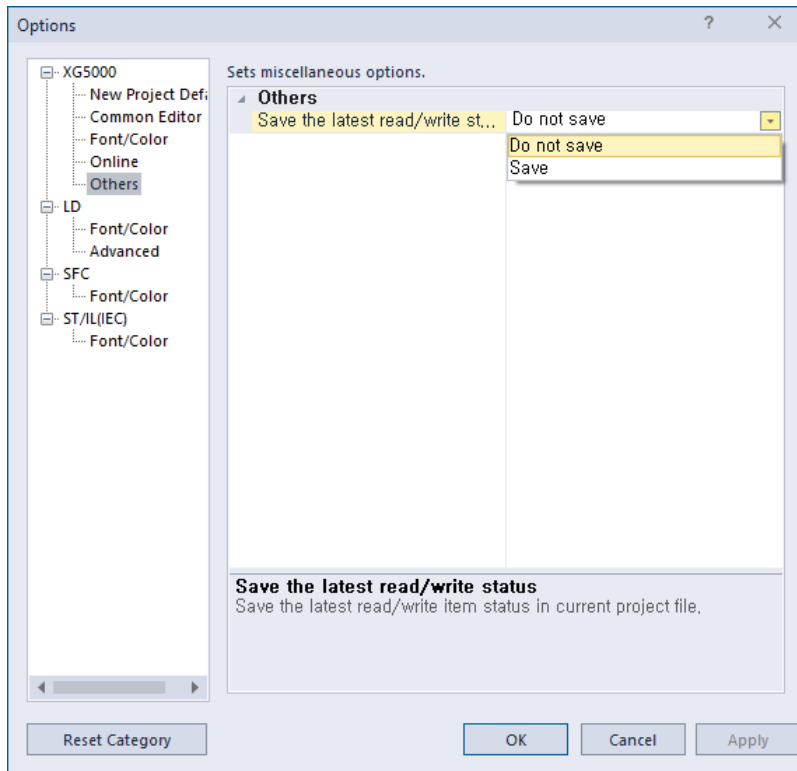 Options
?
XG5000
New Project Defa
Common Editor
Font/Color
Online
Others
LD
Font/Color
Advanced
SFC
Font/Color
ST/IL(IEC)
Font/Color
Sets miscellaneous options.
Others
Save the latest read/write st... Do not save
Do not save
Save
Save the latest read/write status
Save the latest read/write item status in current project file,
Reset Category OK Cancel Apply